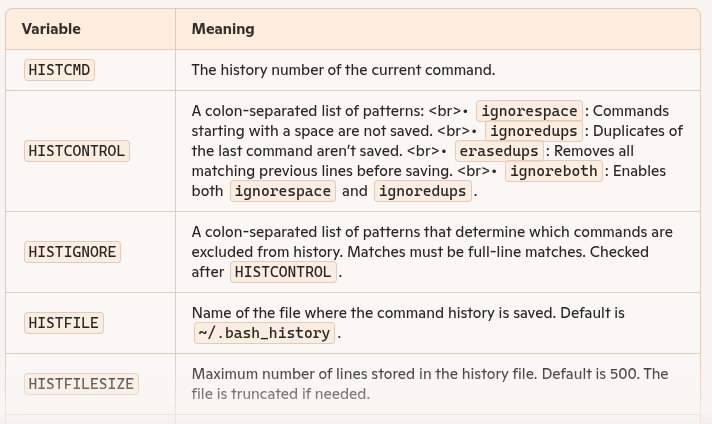 Variable Meaning
HISTCMD The history number of the current command.
A colon-separated list of patterns: <br>• ignorespace : Commands
starting with a space are not saved. <br>• ignoredups : Duplicates of
HISTCONTROL the last command aren’t saved. <br>• erasedups : Removes all
matching previous lines before saving. <br>• ignoreboth : Enables
both ignorespace and ignoredups .
A colon-separated list of patterns that determine which commands are
HISTIGNORE excluded from history. Matches must be full-line matches. Checked
after HISTCONTROL .
Name of the file where the command history is saved. Default is
HISTFILE
~/.bash_history .
Maximum number of lines stored in the history file. Default is 500. The
HISTFILESIZE
file is truncated if needed.